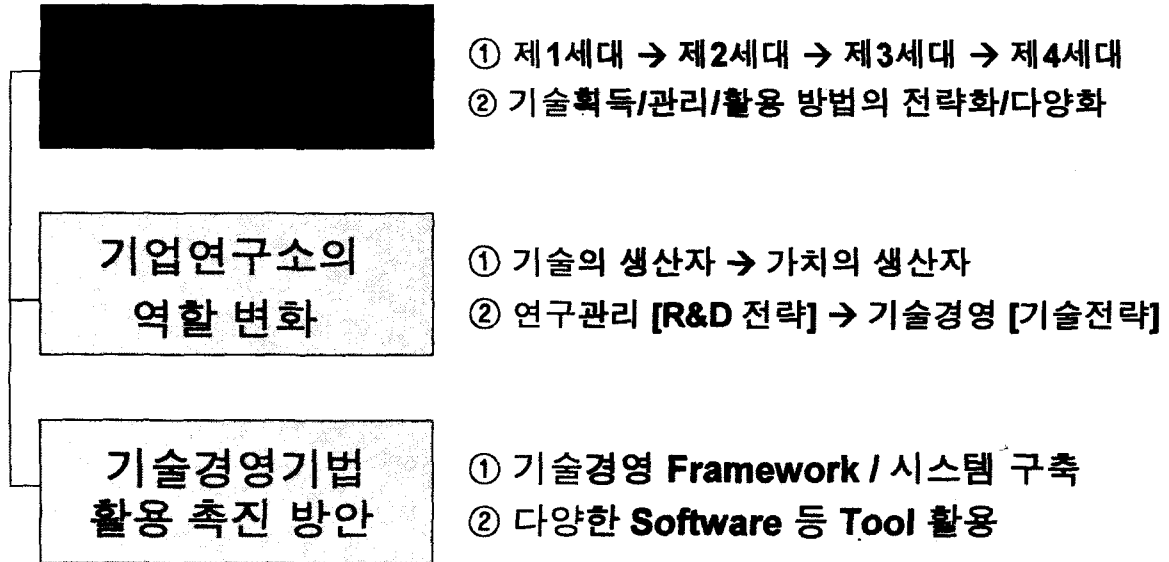 ① 제1세대 → 제2세대 → 제3세대 → 제4세대
② 기술획득/관리/활용 방법의 전략화/다양화
기업연구소의
역할 변화
① 기술의 생산자 → 가치의 생산자
② 연구관리 [R&D 전략] → 기술경영 [기술전략]
기술경영기법
활용 촉진 방안
① 기술경영 Framework / 시스템 구축
② 다양한 Software 등 Tool 활용